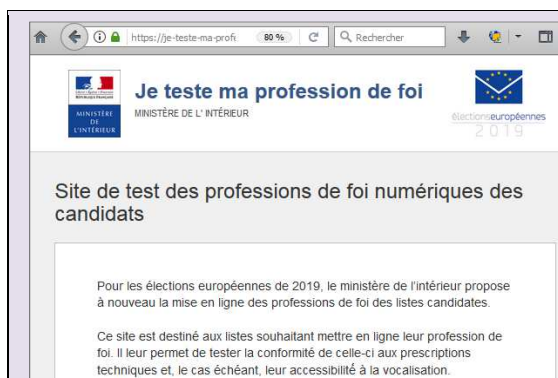 https://je-teste-ma-profi 80 % Rechercher
MINISTÈRE
DE
L'INTÉRIEUR
Je teste ma profession de foi
MINISTÈRE DE L' INTÉRIEUR
électionseuropéennes
2019
Site de test des professions de foi numériques des
candidats
Pour les élections européennes de 2019, le ministère de l'intérieur propose
à nouveau la mise en ligne des professions de foi des listes candidates.
Ce site est destiné aux listes souhaitant mettre en ligne leur profession de
foi. Il leur permet de tester la conformité de celle-ci aux prescriptions
techniques et, le cas échéant, leur accessibilité à la vocalisation.